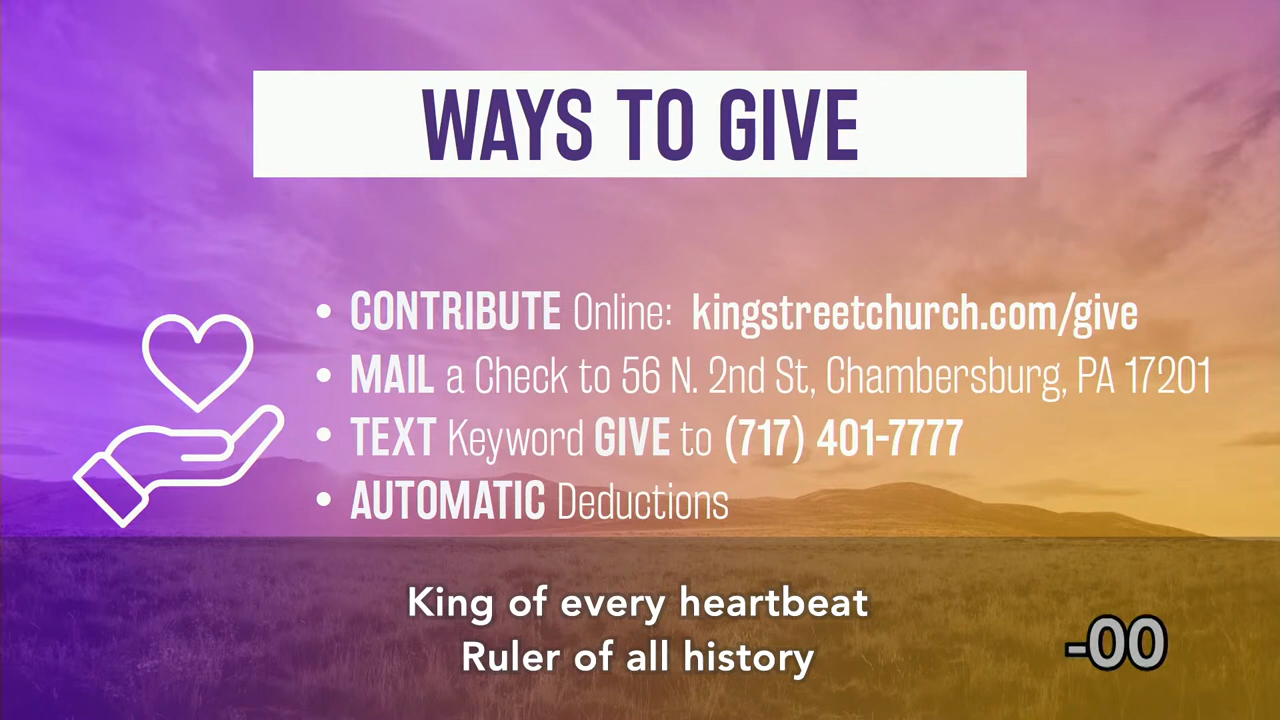 WAYS TO GIVE
• CONTRIBUTE Online: kingstreetchurch.com/give
• MAIL a Check to 56 N. 2nd St, Chambersburg, PA 17201
• TEXT Keyword GIVE to (717) 401-7777
• AUTOMATIC Deductions
King of every heartbeat
Ruler of all history
-00